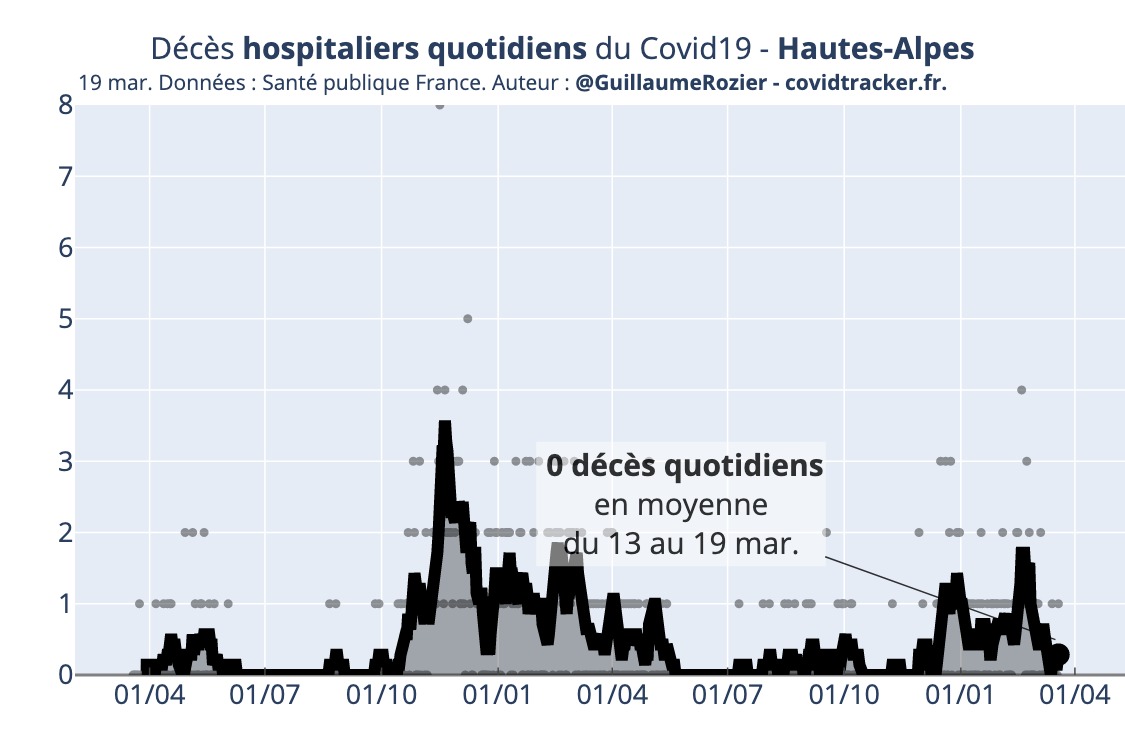 Décès hospitaliers quotidiens du Covid19 - Hautes-Alpes
19 mar. Données : Santé publique France. Auteur : @GuillaumeRozier - covidtracker.fr.
8
7
6
5
4
3
2
1
0
0 décès quotidiens
en moyenne
du 13 au 19 mar.
01/04 01/07 01/10 01/01 01/04 01/07 01/10 01/01 01/04